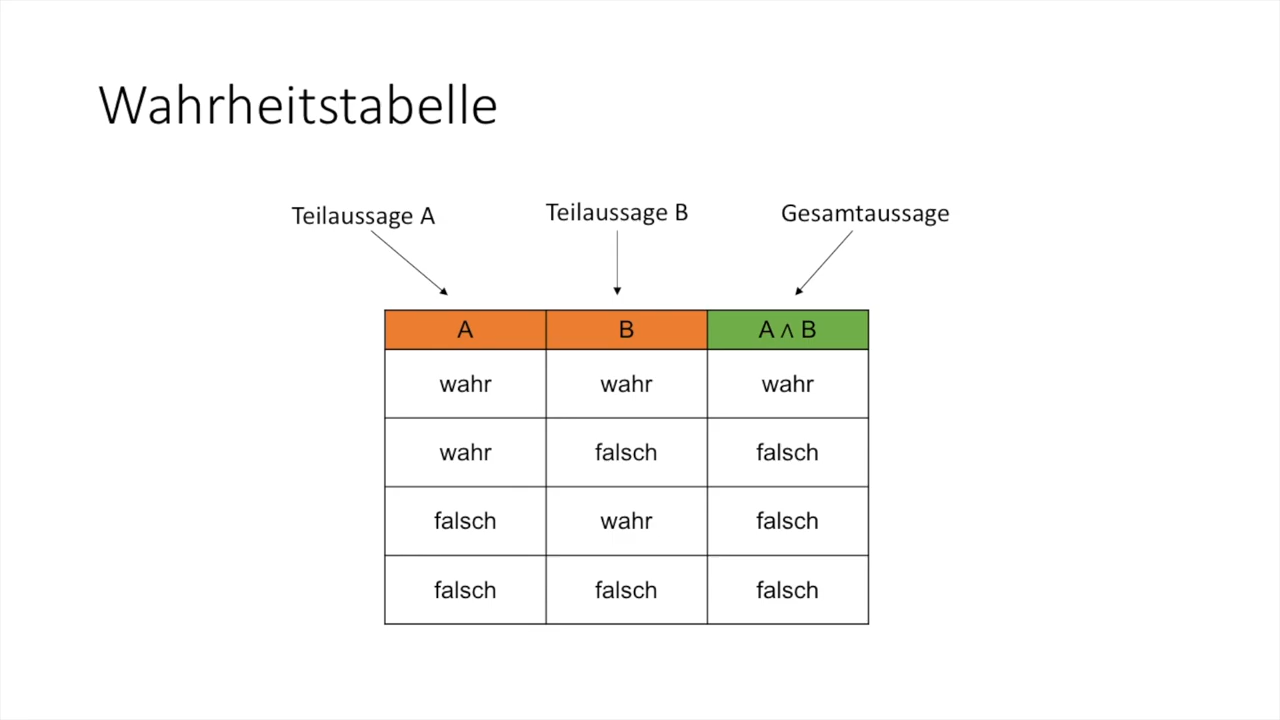 Wahrheitstabelle
Teilaussage A Teilaussage B Gesamtaussage
A B A ∧ B
wahr wahr wahr
wahr falsch falsch
falsch wahr falsch
falsch falsch falsch